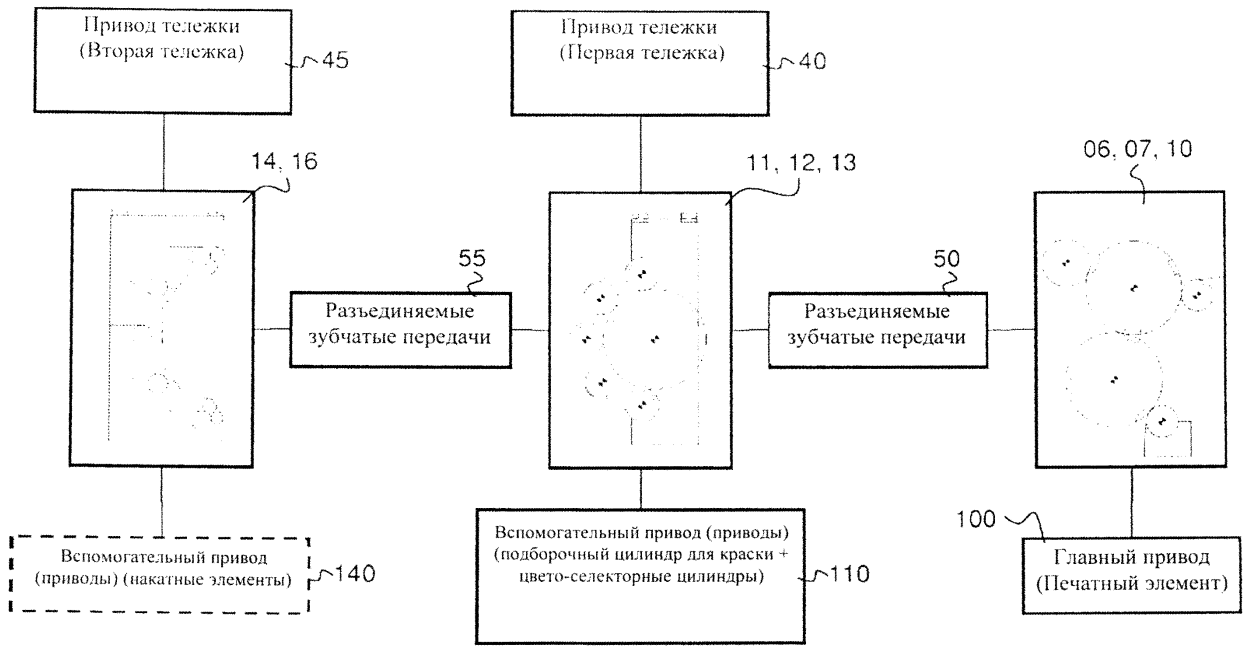 Привод тележки
(Вторая тележка)
45
Привод тележки
(Первая тележка)
40
14, 16
11, 12, 13
06, 07, 10
55
Разъединяемые
зубчатые передачи
50
Разъединяемые
зубчатые передачи
Вспомогательный привод
(приводы) (накатные элементы)
140
Вспомогательный привод (приводы)
(подборочный цилиндр для краски +
цвето-селекторные цилиндры)
110
100
Главный привод
(Печатный элемент)